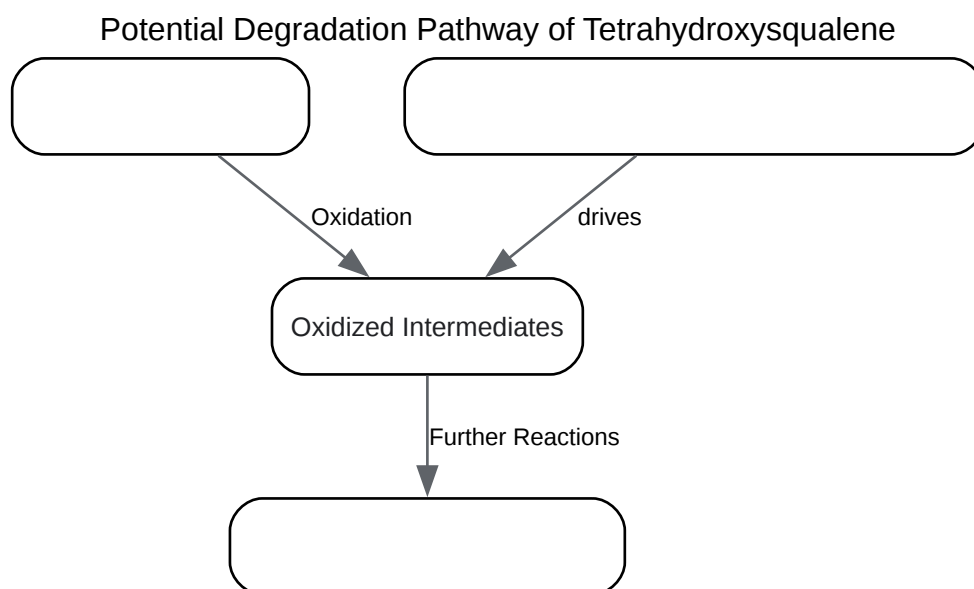 Potential Degradation Pathway of Tetrahydroxysqualene
Oxidation
drives
Oxidized Intermediates
Further Reactions